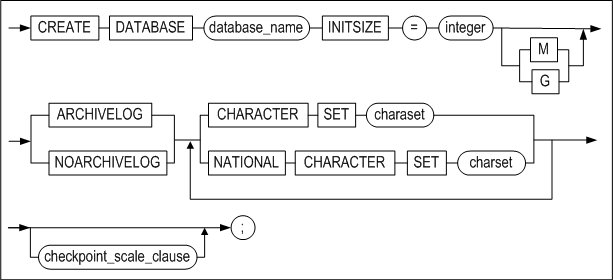 CREATE DATABASE database_name INITSIZE = integer
M
G
ARCHIVELOG CHARACTER SET charaset
NOARCHIVELOG NATIONAL CHARACTER SET charset
;
checkpoint_scale_clause